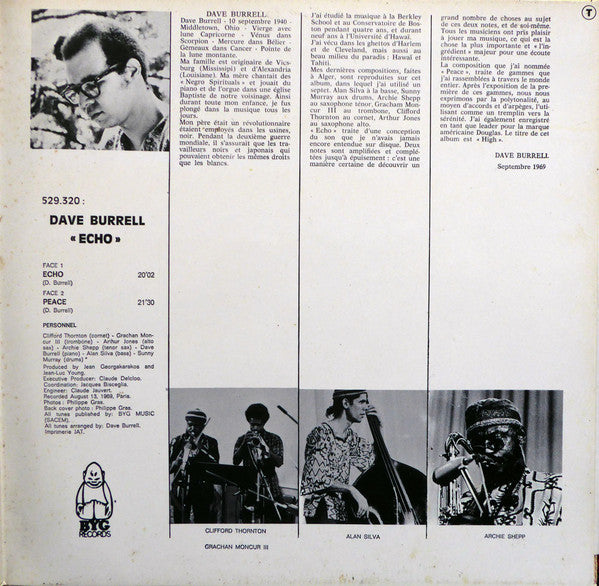 DAVE BURRELL
Dave Burrell - 10 septembre 1940 -
Middletown, Ohio - Vierge avec
lune Capricorne - Vénus dans
Scorpion - Mercure dans Bélier -
Gémeaux dans Cancer - Pointe de
la lune montante.
Ma famille est originaire de Vics-
burg (Missisipi) et d'Alexandria
(Louisiane). Ma mère chantait des
« Negro Spirituals » et jouait du
piano et de l'orgue dans une église
Baptiste de notre voisinage. Ainsi
durant toute mon enfance, je fus
plongé dans la musique tous les
jours.
Mon père était un révolutionnaire
étaient employés dans les usines,
noir. Pendant la deuxième guerre
mondiale, il s'assurait que les tra-
vailleurs noirs et japonais qui
pouvaient obtenir les mêmes droits
que les blancs.
J'ai étudié la musique à la Berkley
School et au Conservatoire de Bos-
ton pendant quatre ans, et durant
neuf ans à l'Université d'Hawaï.
J'ai vécu dans les ghettos d'Harlem
et de Cleveland, mais aussi au
beau milieu du paradis : Hawaï et
Tahiti.
Mes dernières compositions, faites
à Alger, sont reproduites sur cet
album, dans lequel j'ai utilisé un
septet. Alan Silva à la basse, Sunny
Murray aux drums, Archie Shepp
au saxophone ténor, Gracham Mon-
cur III au trombone, Clifford
Thornton au cornet, Arthur Jones
au saxophone alto.
« Echo » traite d'une conception
du son que je n'avais jamais
encore entendue sur disque. Deux
notes sont amplifiées et complé-
tées jusqu'à épuisement : c'est une
manière certaine de découvrir un
grand nombre de choses au sujet
de ces deux notes, et de soi-même.
Tous les musiciens ont pris plaisir
à jouer ma musique, ce qui est la
chose la plus importante et « l'in-
grédient » majeur pour une écoute
intéressante.
La composition que j'ai nommée
« Peace », traite de gammes que
j'ai rassemblées à travers le monde
entier. Après l'exposition de la pre-
mière de ces gammes, nous nous
exprimons par la polytonalité, au
moyen d'accords et d'arpèges, l'uti-
lisant comme un tremplin vers la
sérénité. J'ai également enregistré
en tant que leader pour la marque
américaine Douglas. Le titre de cet
album est « High ».
DAVE BURRELL
Septembre 1969
T
529.320 :
DAVE BURRELL
« ECHO »
FACE 1
ECHO 20'02
(D. Burrell)
FACE 2
PEACE 21'30
(D. Burrell)
PERSONNEL
Clifford Thornton (cornet) - Grachan Mon-
cur III (trombone) - Arthur Jones (alto
sax) - Archie Shepp (tenor sax) - Dave
Burrell (piano) - Alan Silva (bass) - Sunny
Murray (drums)
Produced by Jean Georgakarakos and
Jean-Luc Young.
Executive Producer: Claude Delcloo.
Coordination: Jacques Bisceglia.
Engineer: Claude Jauvert.
Recorded August 13, 1969, Paris.
Photos : Philippe Gras.
Back cover photo : Philippe Gras.
All tunes published by: BYG MUSIC
(SACEM).
All tunes arranged by: Dave Burrell.
Imprimerie IAT.
BYG
RECORDS
CLIFFORD THORNTON
GRACHAN MONCUR III
ALAN SILVA
ARCHIE SHEPP